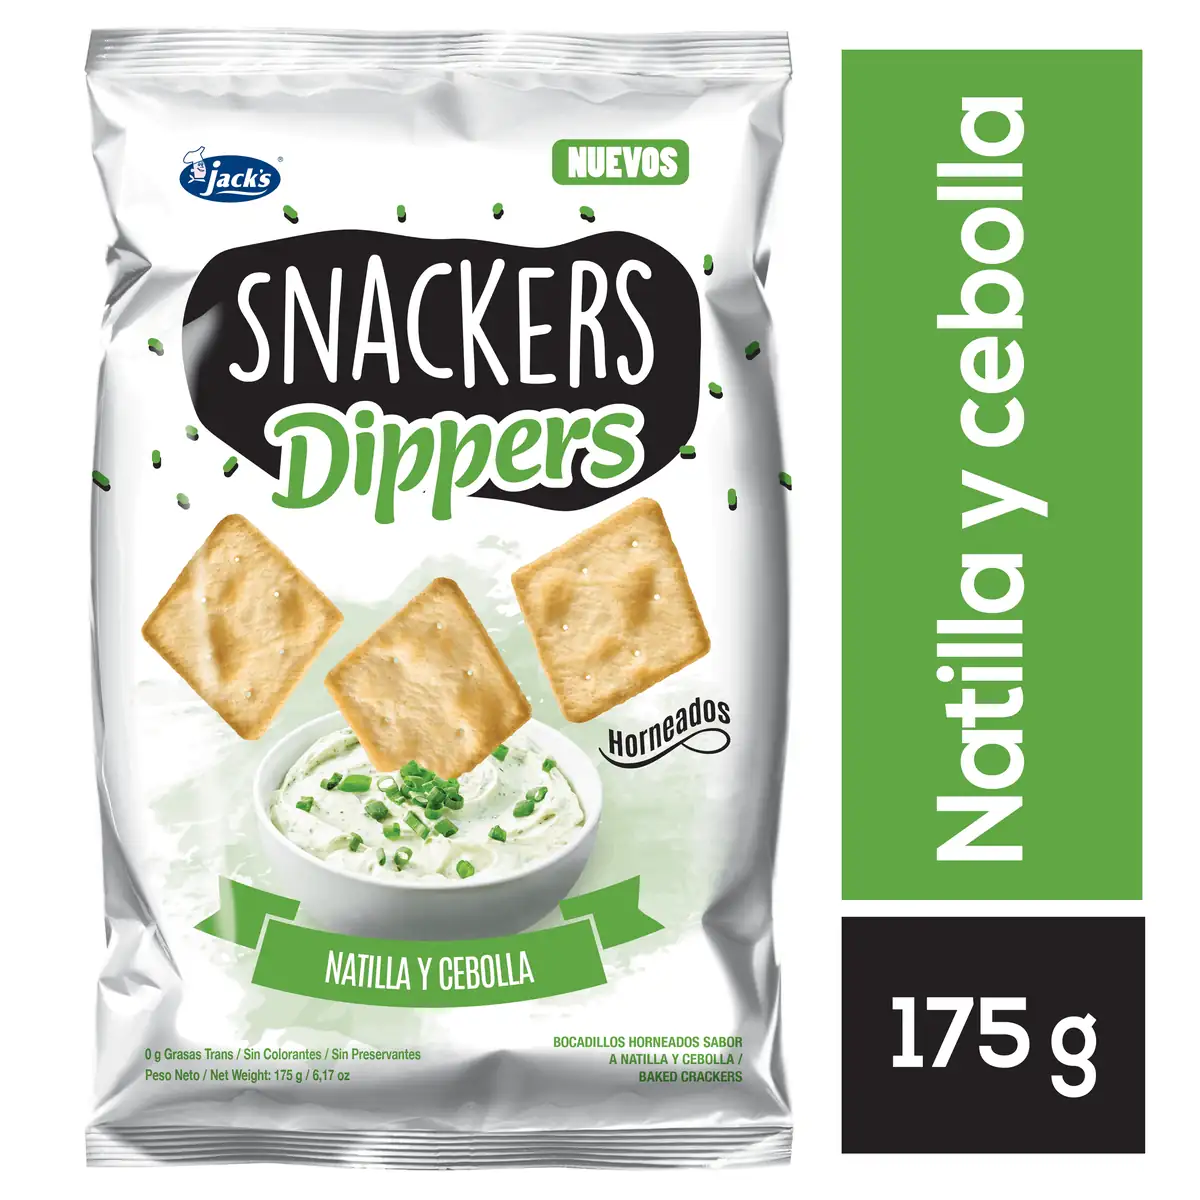 jack's®
NUEVOS
SNACKERS
Dippers
Horneados
NATILLA Y CEBOLLA
0 g Grasas Trans / Sin Colorantes / Sin Preservantes
Peso Neto / Net Weight: 175 g / 6,17 oz
BOCADILLOS HORNEADOS SABOR
A NATILLA Y CEBOLLA /
BAKED CRACKERS
Natilla y cebolla
175 g